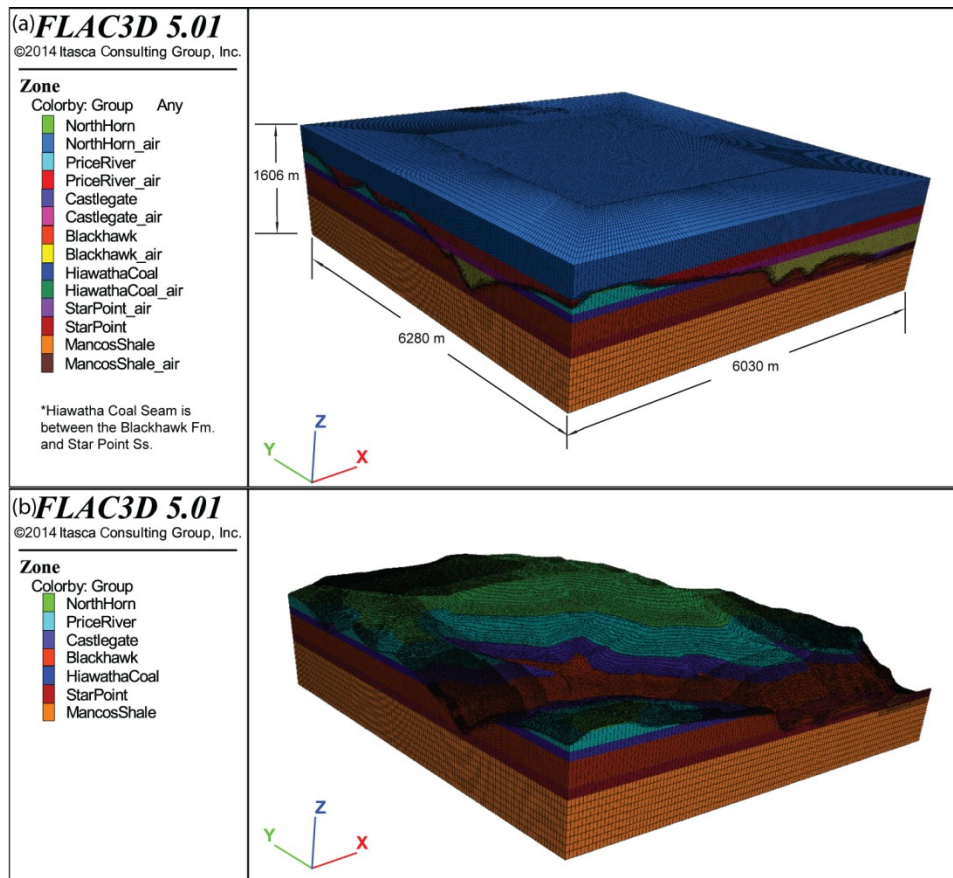 (a) FLAC3D 5.01
©2014 Itasca Consulting Group, Inc.
Zone
Colorby: Group Any
NorthHorn
NorthHorn_air
PriceRiver
PriceRiver_air
Castlegate
Castlegate_air
Blackhawk
Blackhawk_air
HiawathaCoal
HiawathaCoal_air
StarPoint_air
StarPoint
MancosShale
MancosShale_air
*Hiawatha Coal Seam is
between the Blackhawk Fm.
and Star Point Ss.
1606 m
6280 m
6030 m
Z
Y
X
(b) FLAC3D 5.01
©2014 Itasca Consulting Group, Inc.
Zone
Colorby: Group
NorthHorn
PriceRiver
Castlegate
Blackhawk
HiawathaCoal
StarPoint
MancosShale
Z
Y
X